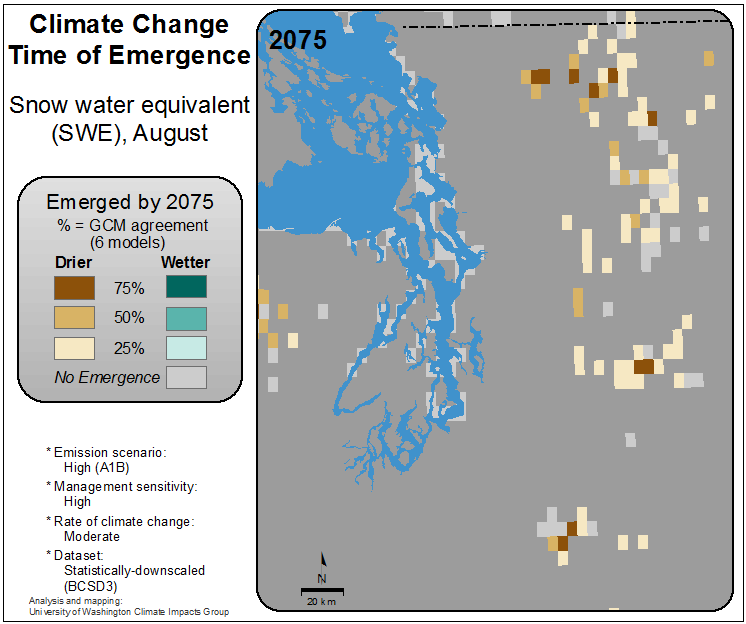 Climate Change
Time of Emergence
Snow water equivalent
(SWE), August
Emerged by 2075
% = GCM agreement
(6 models)
Drier Wetter
75%
50%
25%
No Emergence
* Emission scenario:
High (A1B)
* Management sensitivity:
High
* Rate of climate change:
Moderate
* Dataset:
Statistically-downscaled
(BCSD3)
Analysis and mapping:
University of Washington Climate Impacts Group
2075
N
20 km